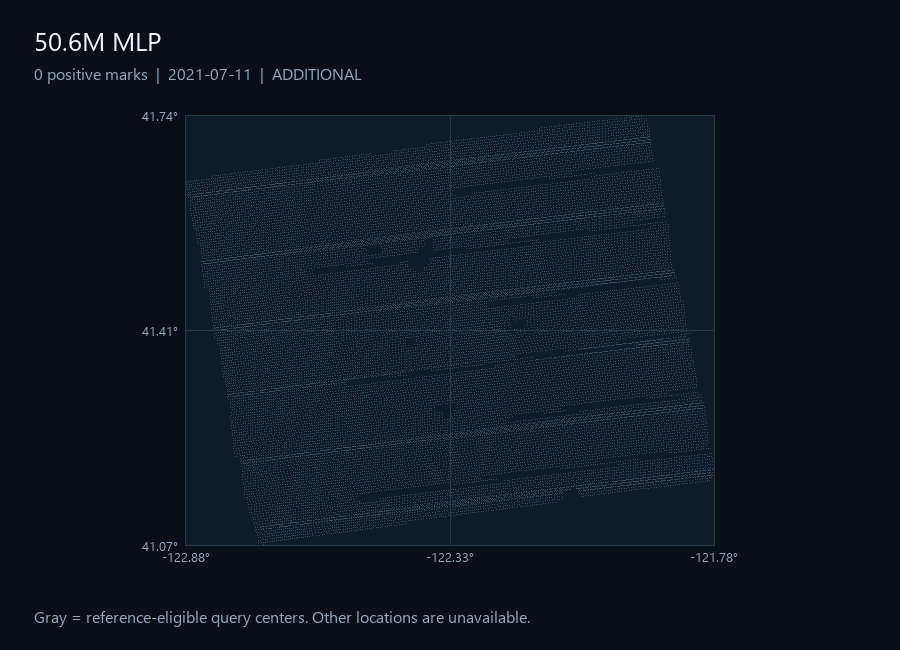 50.6M MLP
0 positive marks | 2021-07-11 | ADDITIONAL
41.74°
41.41°
41.07°
-122.88° -122.33° -121.78°
Gray = reference-eligible query centers. Other locations are unavailable.